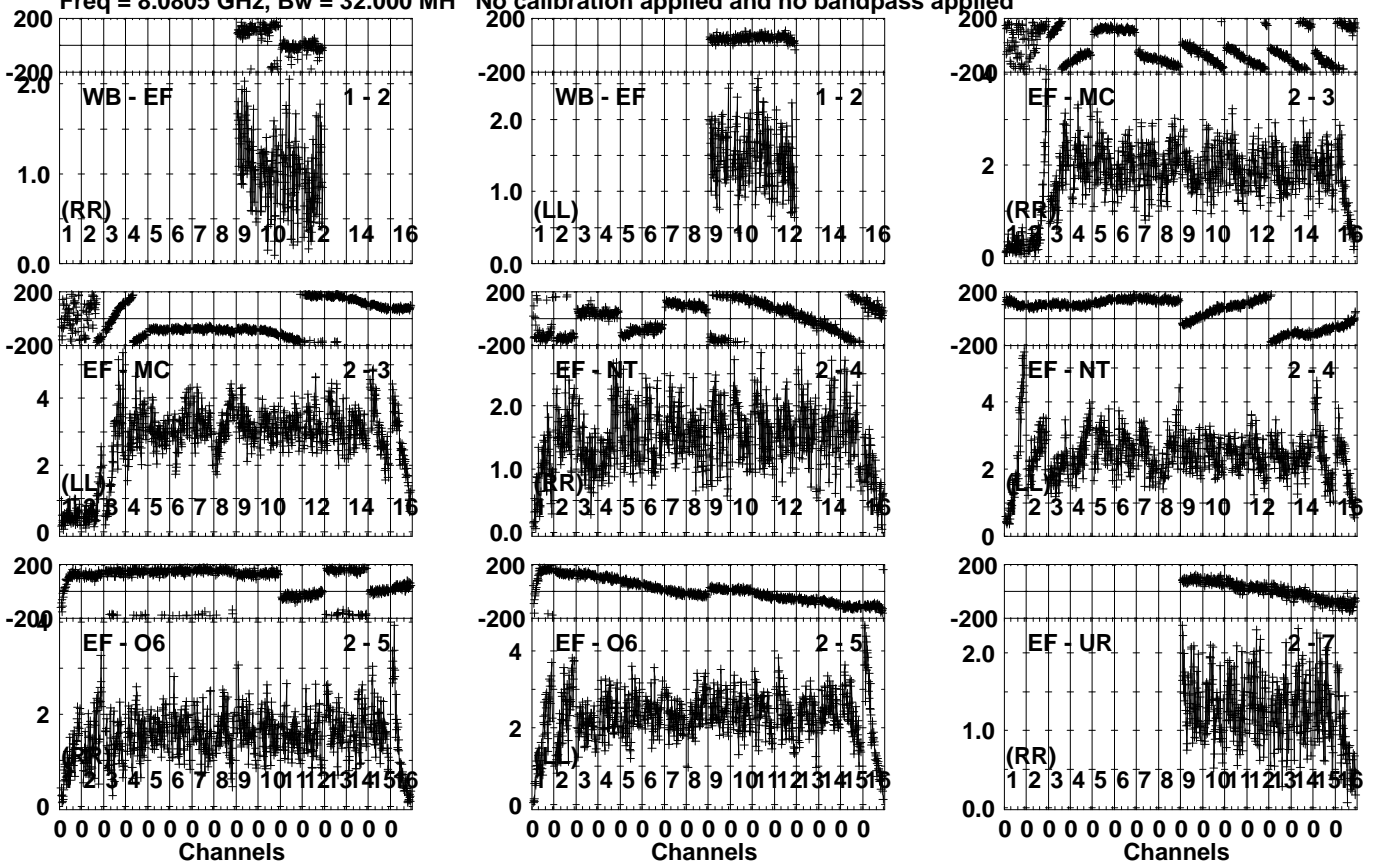 Freq = 8.0805 GHz, Bw = 32.000 MH No calibration applied and no bandpass applied
200 200 200
-200 -200 -200
2.0 WB - EF 1 - 2 WB - EF 1 - 2 4 EF - MC 2 - 3
2.0
2
1.0 1.0
(RR) (LL) (RR)
1 2 3 4 5 6 7 8 9 10 12 14 16 1 2 3 4 5 6 7 8 9 10 12 14 16 1 2 3 4 5 6 7 8 9 10 12 14 16
0.0 0.0 0
200 200 200
-200 -200 -200
EF - MC 2 - 3 EF - NT 2 - 4 EF - NT 2 - 4
4 2.0 4
2 1.0 2
(LL) (RR) (LL)
1 2 3 4 5 6 7 8 9 10 12 14 16 1 2 3 4 5 6 7 8 9 10 12 14 16 2 3 4 5 6 7 8 9 10 12 14 16
0 0.0 0
200 200 200
-200 -200 -200
4 EF - O6 2 - 5 EF - O6 2 - 5 EF - UR 2 - 7
4 2.0
2 2 1.0
(RR) (LL) (RR)
2 3 4 5 6 7 8 9 10 11 12 13 14 15 16 2 3 4 5 6 7 8 9 10 11 12 13 14 15 16 1 2 3 4 5 6 7 8 9 10 11 12 13 14 15 16
0 0 0.0
0 0 0 0 0 0 0 0 0 0 0 0 0 0 0 0 0 0 0 0 0 0 0 0 0 0 0 0 0 0 0 0 0 0 0 0 0 0 0 0 0 0 0 0 0 0 0 0
Channels Channels Channels